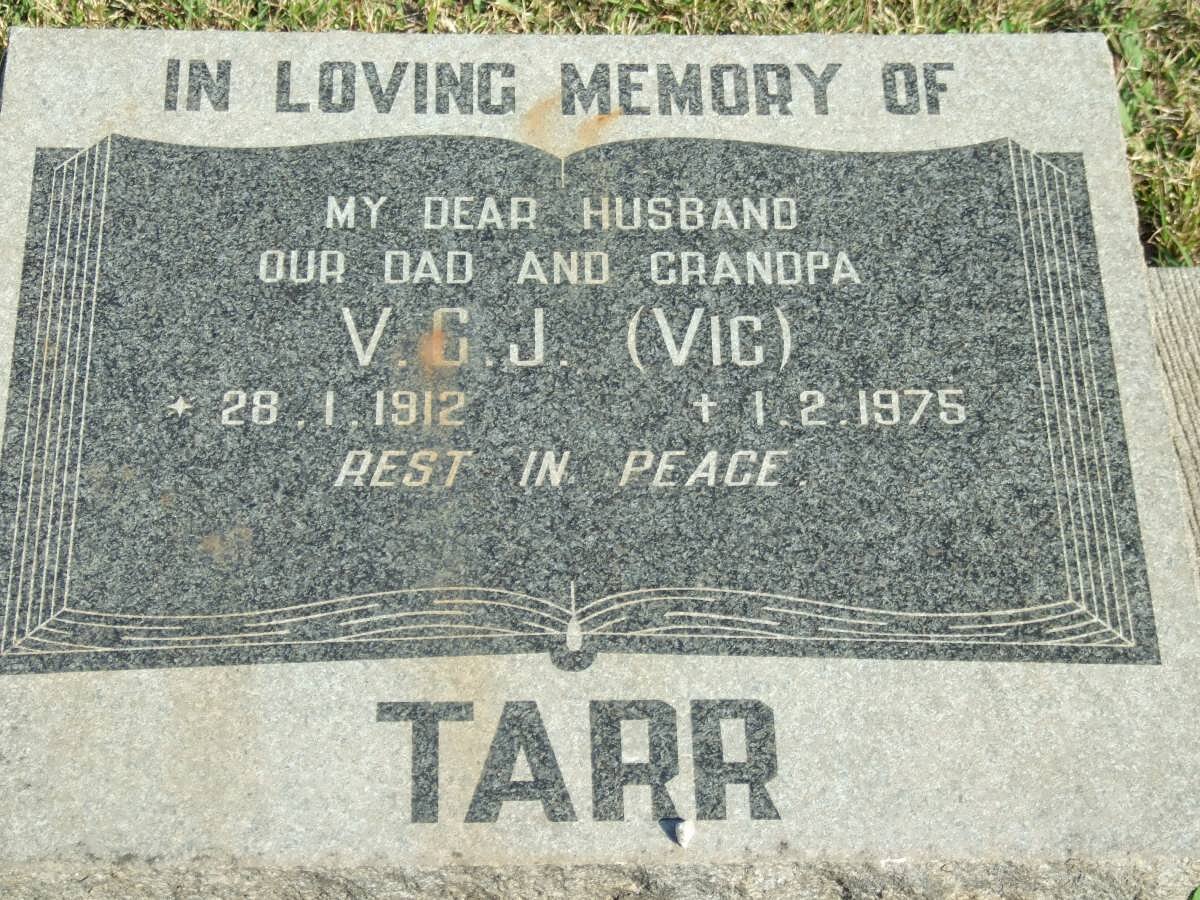 IN LOVING MEMORY OF
MY DEAR HUSBAND
OUR DAD AND GRANDPA
V.G.J. (VIC)
28.1.1912 † 1.2.1975
REST IN PEACE.
TARR